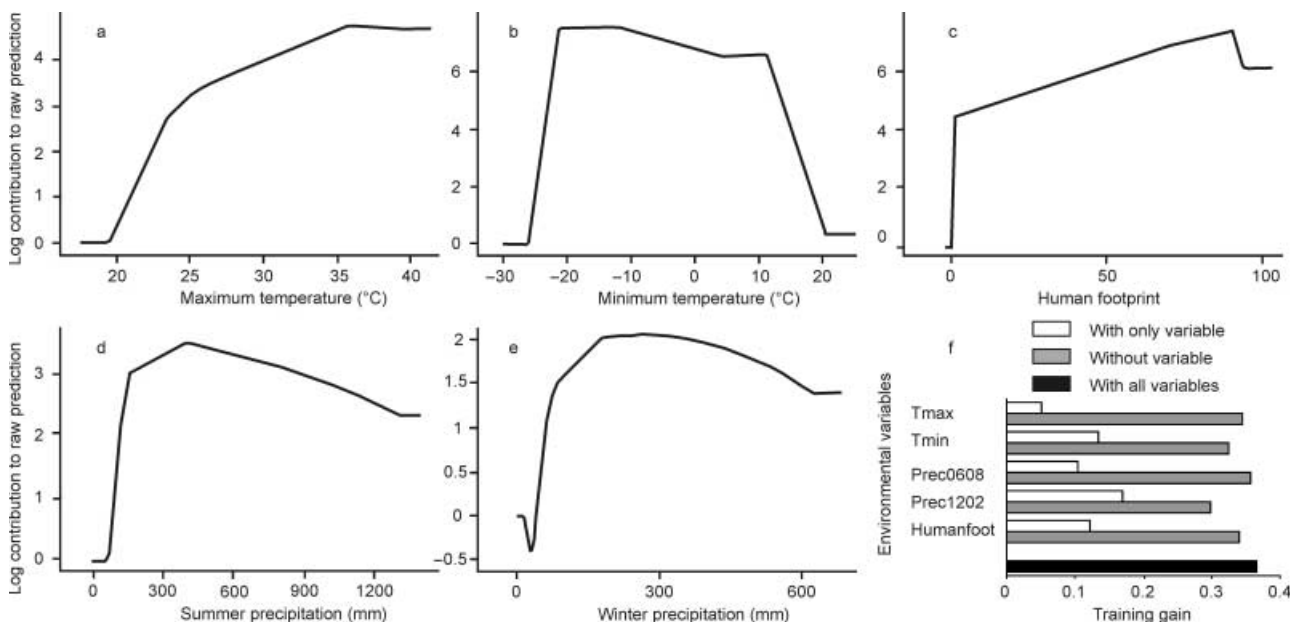 a
b
c
Log contribution to raw prediction
4
3
2
1
0
20 25 30 35 40
Maximum temperature (°C)
6
4
2
0
–30 –20 –10 0 10 20
Minimum temperature (°C)
6
4
2
0
0 50 100
Human footprint
d
e
f
Log contribution to raw prediction
3
2
1
0
0 300 600 900 1200
Summer precipitation (mm)
2
1.5
1
0.5
0
–0.5
0 300 600
Winter precipitation (mm)
With only variable
Without variable
With all variables
Environmental variables
Tmax
Tmin
Prec0608
Prec1202
Humanfoot
0 0.1 0.2 0.3 0.4
Training gain